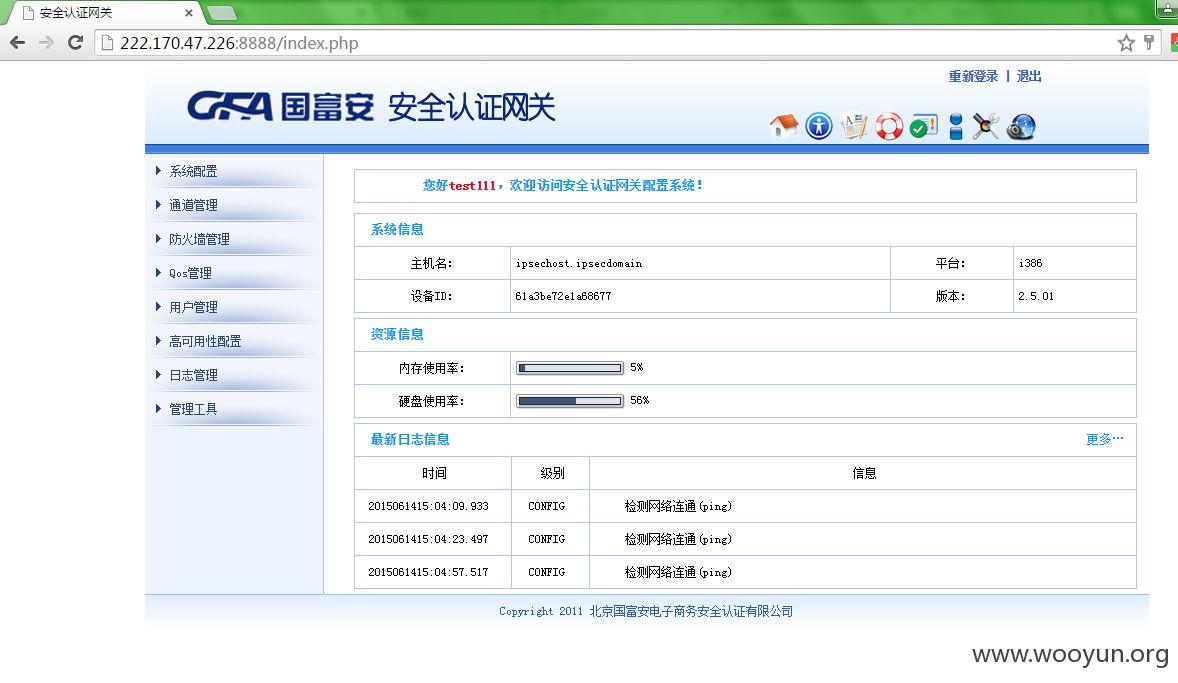 安全认证网关
222.170.47.226:8888/index.php
重新登录 | 退出
GFA 国富安 安全认证网关
系统配置
通道管理
防火墙管理
Qos管理
用户管理
高可用性配置
日志管理
管理工具
您好test111，欢迎访问安全认证网关配置系统！
系统信息
主机名： ipsechost.ipsecdomain 平台： i386
设备ID： 61a3be72e1a68677 版本： 2.5.01
资源信息
内存使用率： 5%
硬盘使用率： 56%
最新日志信息 更多…
时间 级别 信息
2015061415:04:09.933 CONFIG 检测网络连通(ping)
2015061415:04:23.497 CONFIG 检测网络连通(ping)
2015061415:04:57.517 CONFIG 检测网络连通(ping)
Copyright 2011 北京国富安电子商务安全认证有限公司
www.wooyun.org